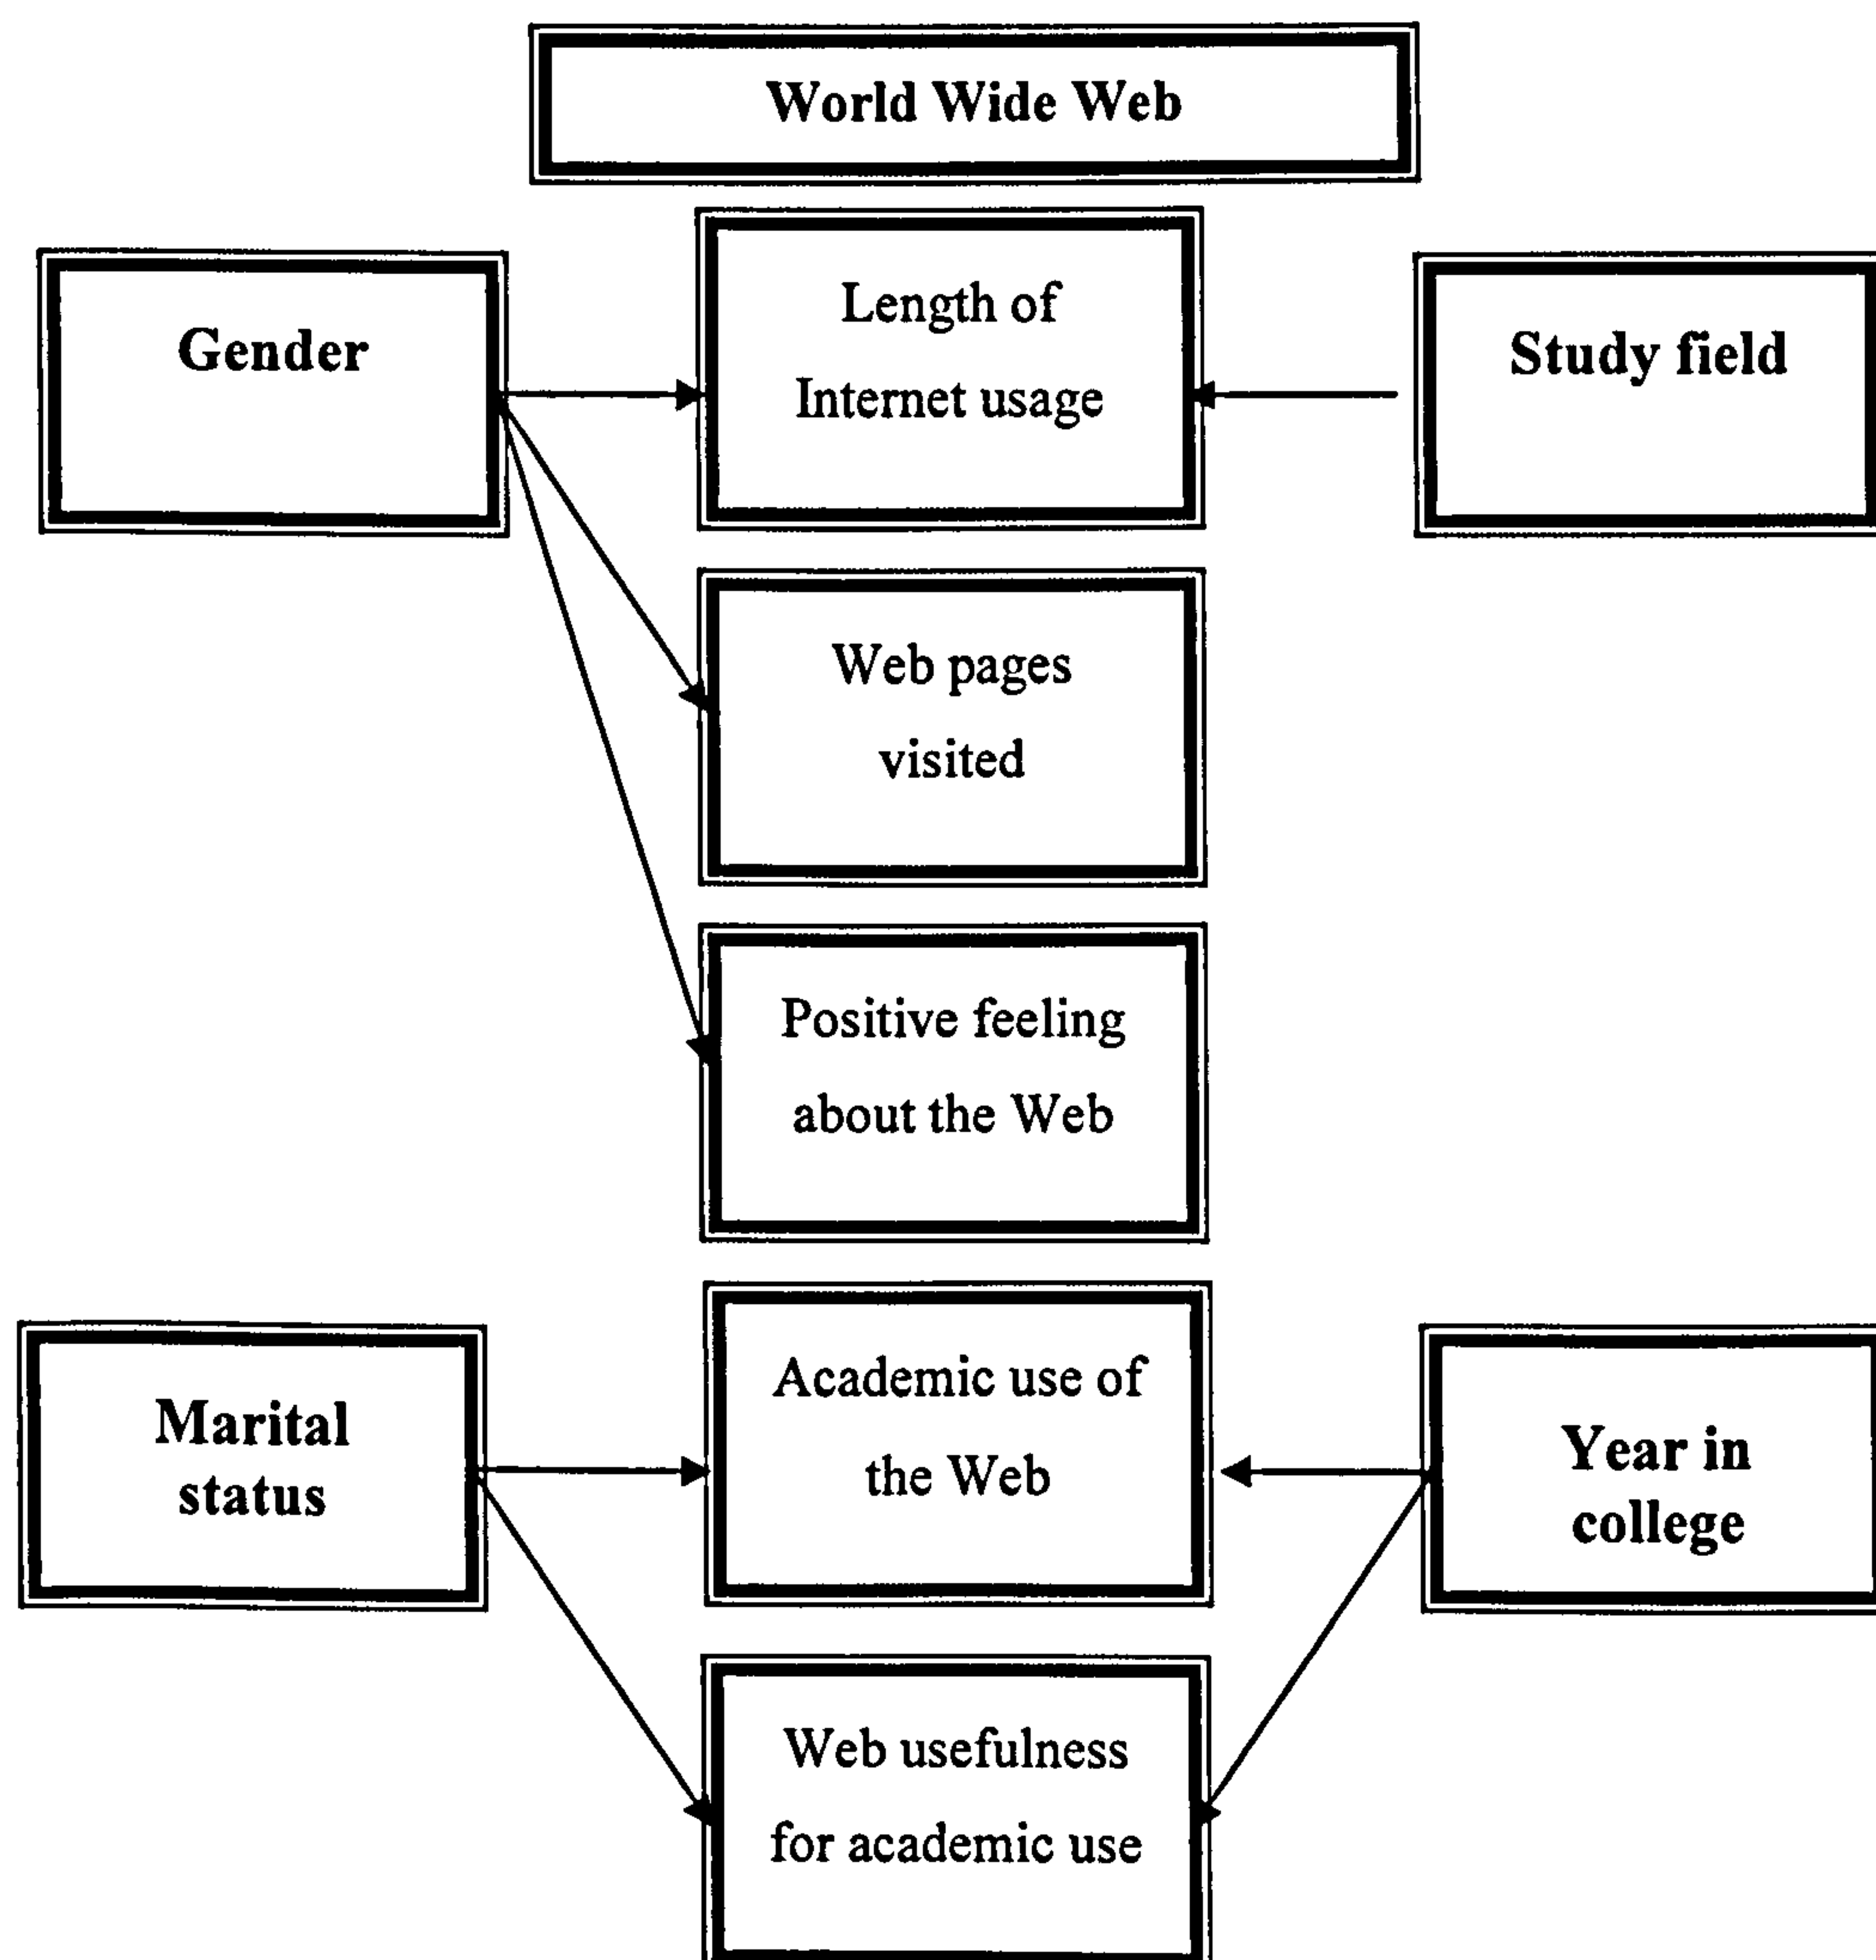 World Wide Web
Gender
Length of
Internet usage
Study field
Web pages
visited
Positive feeling
about the Web
Marital
status
Academic use of
the Web
Year in
college
Web usefulness
for academic use